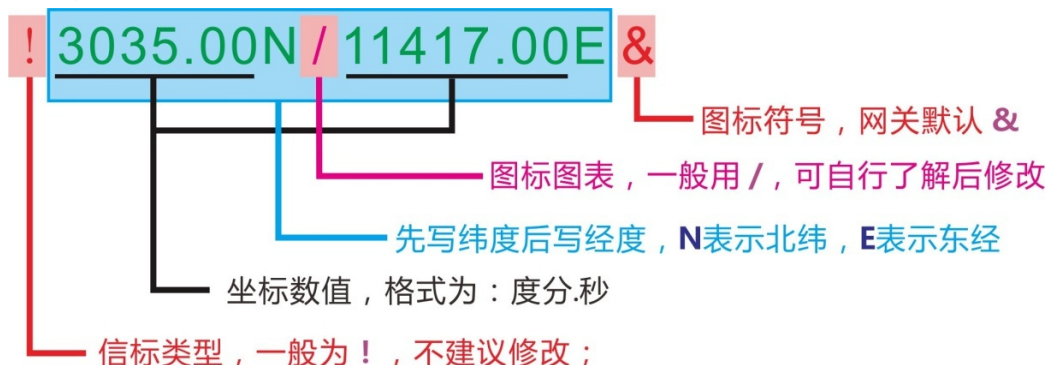 !3035.00N/11417.00E&
图标符号，网关默认 &
图标图表，一般用 /，可自行了解后修改
先写纬度后写经度，N表示北纬，E表示东经
坐标数值，格式为：度分.秒
信标类型，一般为 !，不建议修改；